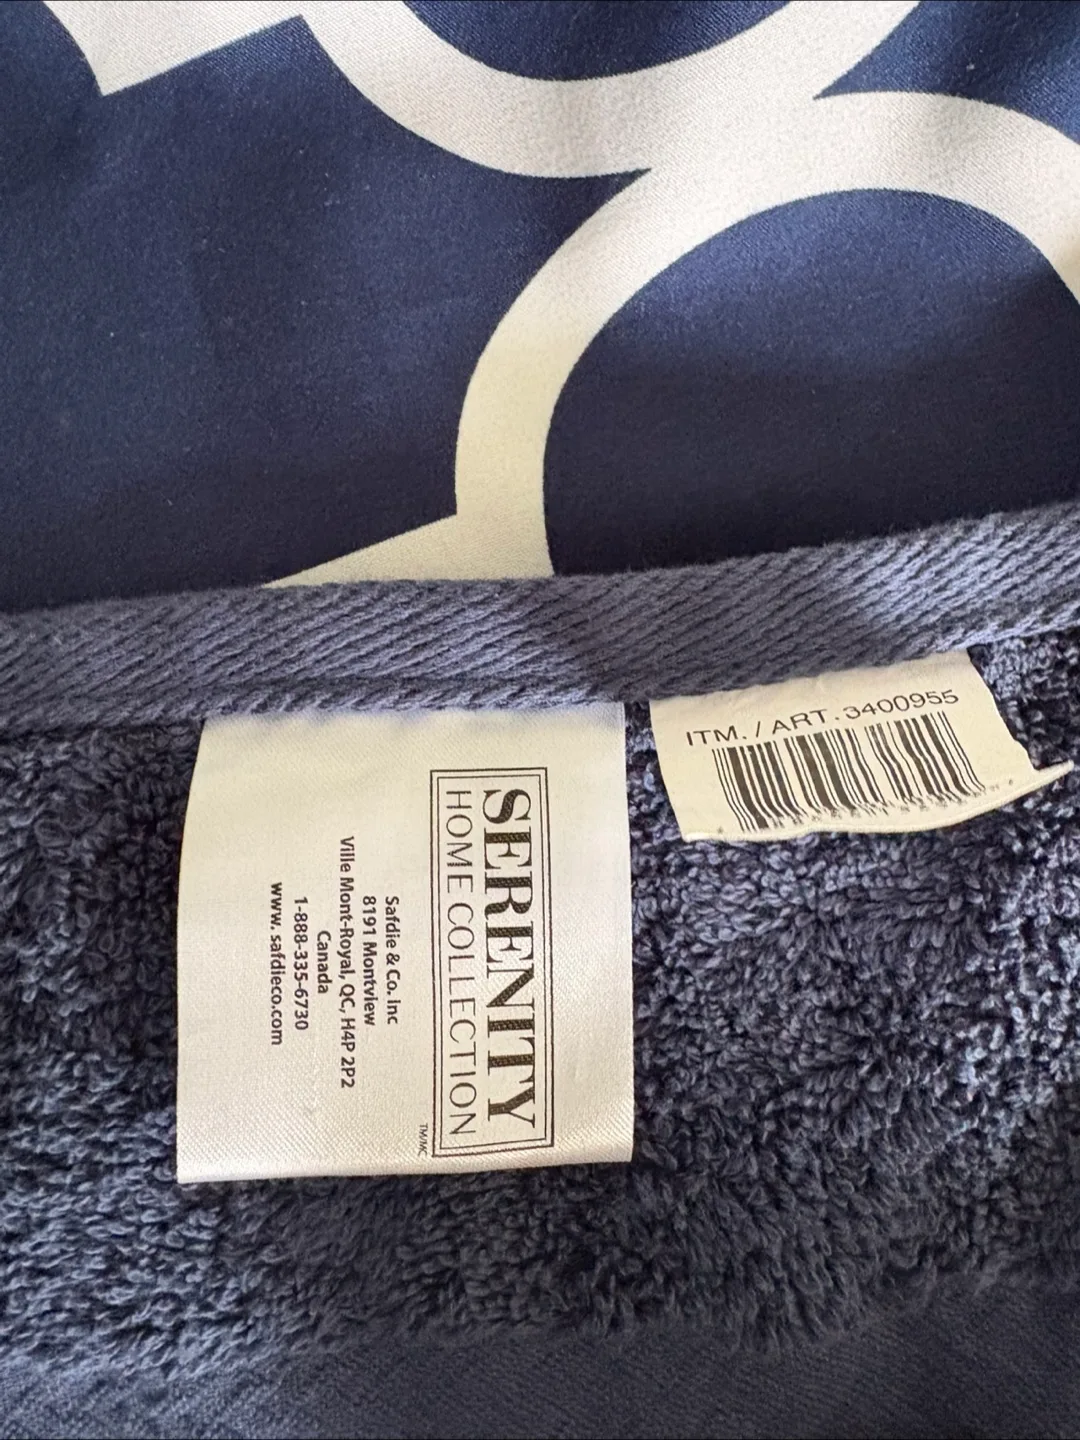 SERENITY
HOME COLLECTION
TM/MC
Safdie & Co. Inc
8191 Montview
Ville Mont-Royal, QC, H4P 2P2
Canada
1-888-335-6730
www. safdieco.com
ITM. / ART. 3400955